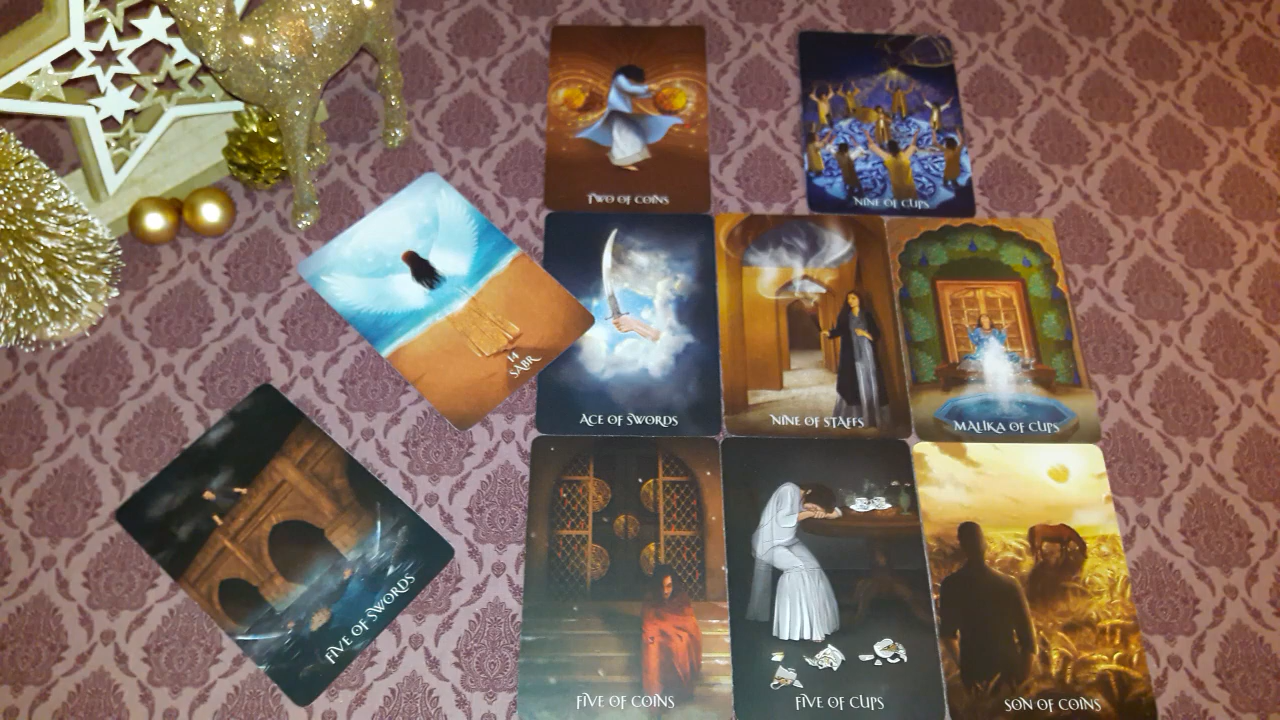 TWO OF COINS
NINE OF CUPS
14
SABR
ACE OF SWORDS
NINE OF STAFFS
MALIKA OF CUPS
FIVE OF SWORDS
FIVE OF COINS
FIVE OF CUPS
SON OF COINS